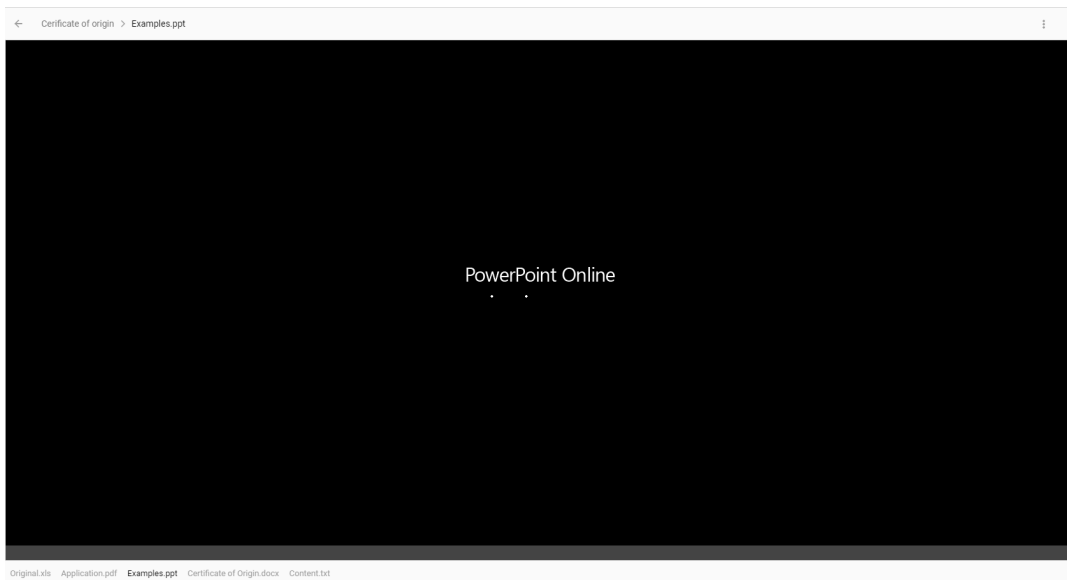 Cerificate of origin > Examples.ppt
PowerPoint Online
Original.xls Application.pdf Examples.ppt Certificate of Origin.docx Content.txt